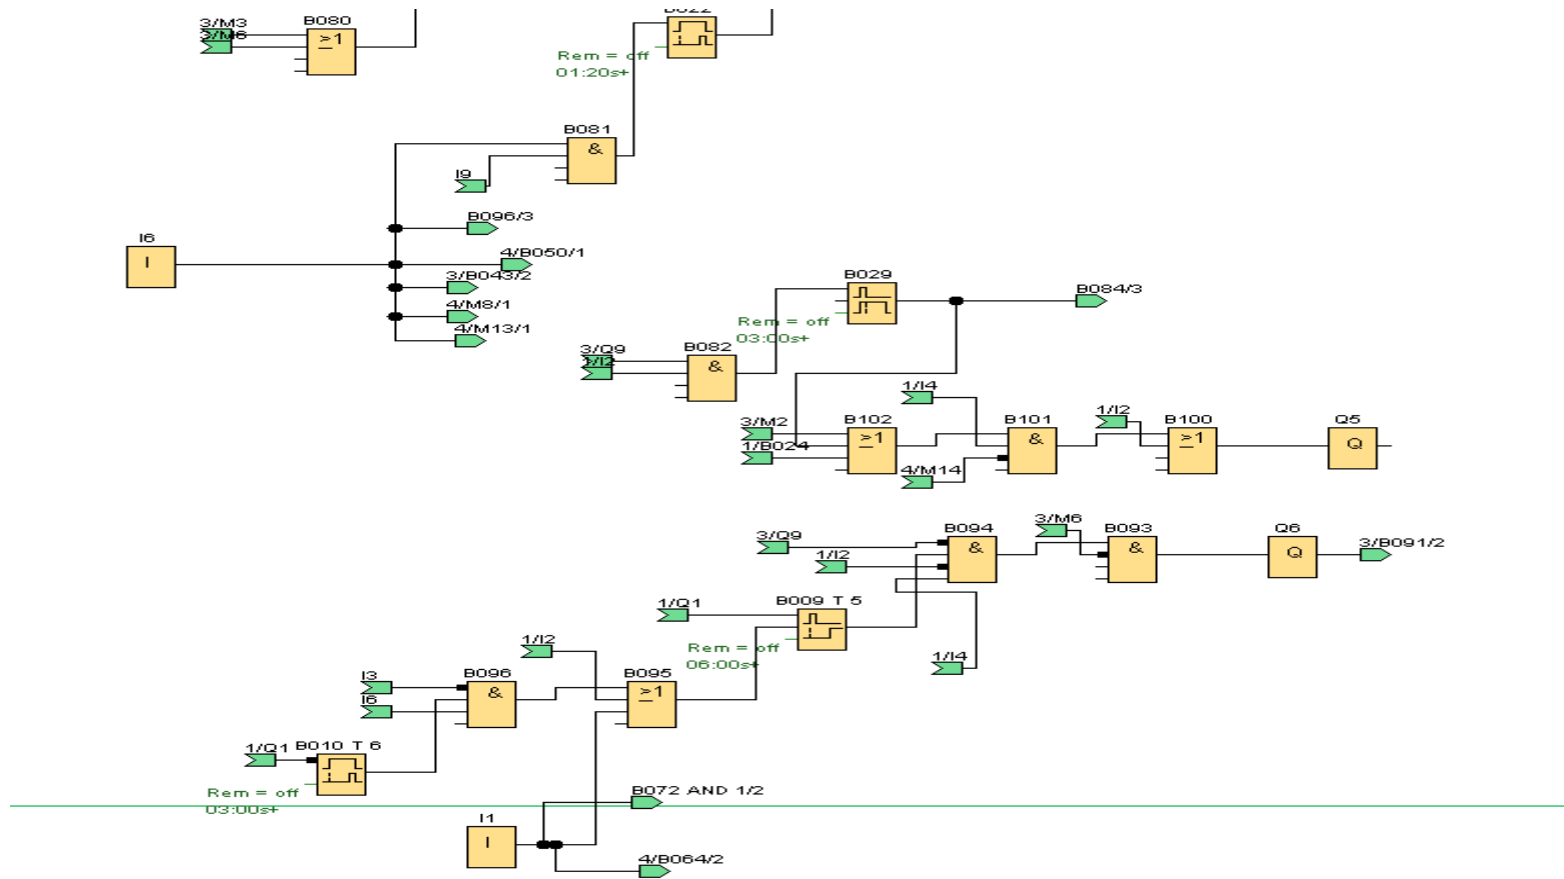 3/M3
B080
3/M6
≥1
B022
Rem = off
01:20s+
B081
&
I9
B096/3
I6
I
4/B050/1
3/B043/2
4/M8/1
4/M13/1
B029
B084/3
Rem = off
03:00s+
3/Q9
B082
1/I2
&
1/I4
3/M2
B102
B101
1/I2
B100
Q5
≥1
&
≥1
Q
1/B024
4/M14
3/Q9
B094
3/M6
B093
Q6
&
&
Q
3/B091/2
1/I2
1/Q1
B009 T 5
Rem = off
06:00s+
1/I4
1/I2
I3
B096
B095
&
≥1
I6
1/Q1
B010 T 6
Rem = off
03:00s+
B072 AND 1/2
I1
I
4/B064/2